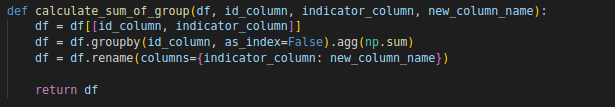 def calculate_sum_of_group(df, id_column, indicator_column, new_column_name):
    df = df[[id_column, indicator_column]]
    df = df.groupby(id_column, as_index=False).agg(np.sum)
    df = df.rename(columns={indicator_column: new_column_name})
    return df